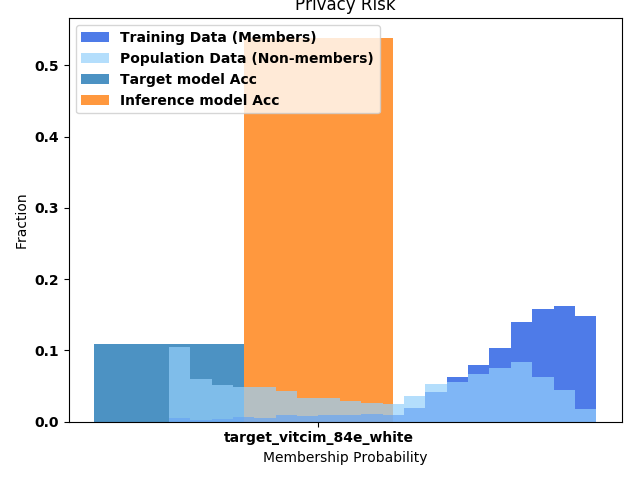 Privacy Risk
Training Data (Members)
Population Data (Non-members)
Target model Acc
Inference model Acc
Fraction
0.5
0.4
0.3
0.2
0.1
0.0
target_vitcim_84e_white
Membership Probability